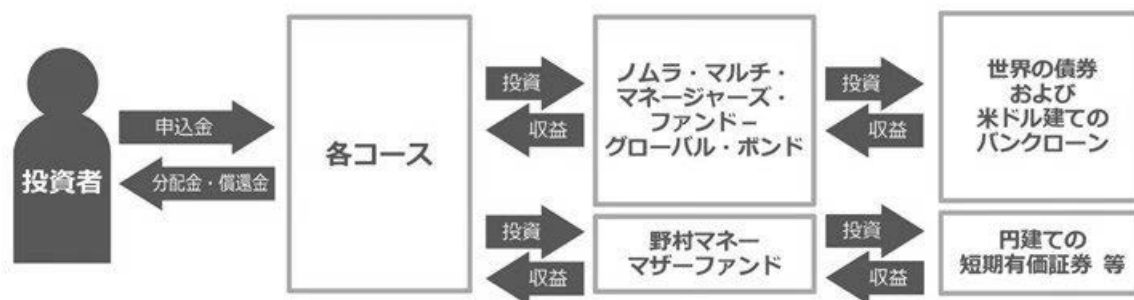 投資者
申込金
分配金・償還金
各コース
投資
収益
ノムラ・マルチ・
マネージャーズ・
ファンド－
グローバル・ボンド
投資
収益
世界の債券
および
米ドル建ての
バンクローン
投資
収益
野村マネー
マザーファンド
投資
収益
円建ての
短期有価証券 等